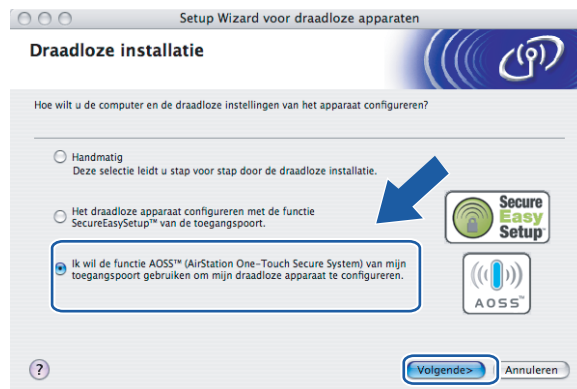 Setup Wizard voor draadloze apparaten
Draadloze installatie
Hoe wilt u de computer en de draadloze instellingen van het apparaat configureren?
Handmatig
Deze selectie leidt u stap voor stap door de draadloze installatie.
Het draadloze apparaat configureren met de functie
SecureEasySetup™ van de toegangspoort.
Ik wil de functie AOSS™ (AirStation One-Touch Secure System) van mijn
toegangspoort gebruiken om mijn draadloze apparaat te configureren.
Secure
Easy
Setup™
AOSS™
?
Volgende>
Annuleren